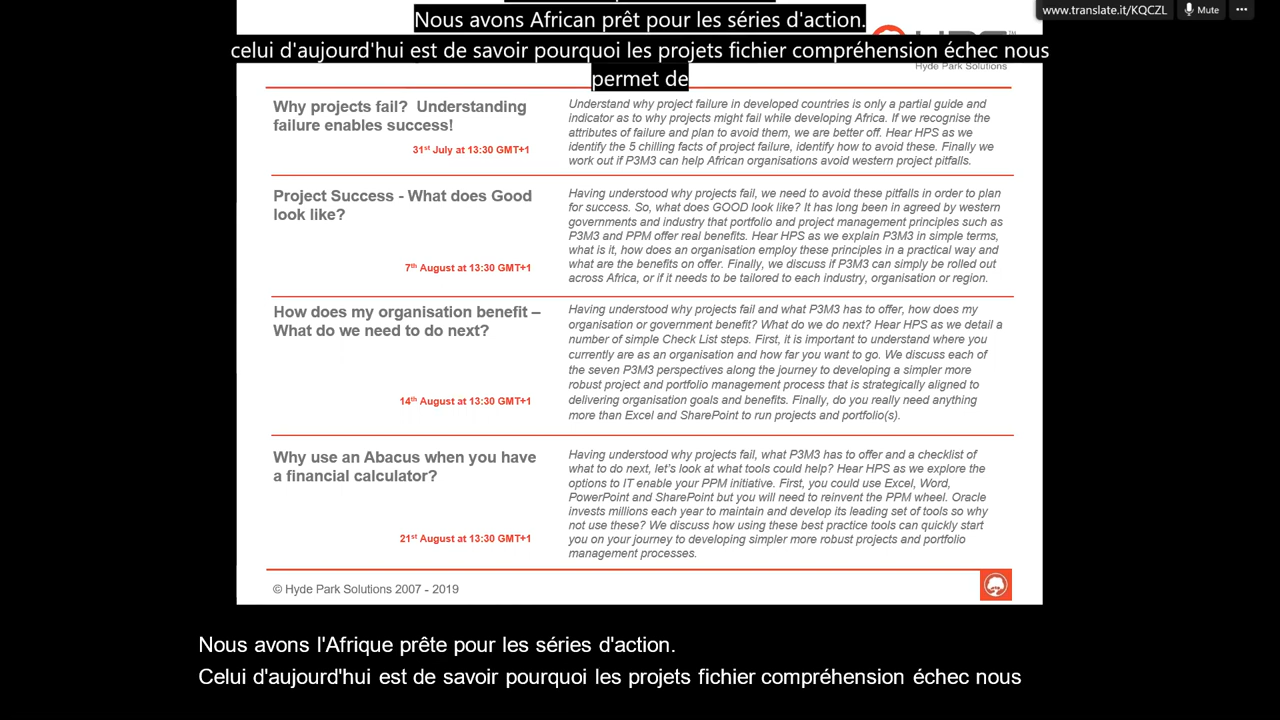 www.translate.it/KQCZL Mute
Nous avons African prêt pour les séries d'action.
celui d'aujourd'hui est de savoir pourquoi les projets fichier compréhension échec nous
permet de
Hyde Park Solutions
Why projects fail? Understanding
failure enables success!
31st July at 13:30 GMT+1
Understand why project failure in developed countries is only a partial guide and
indicator as to why projects might fail while developing Africa. If we recognise the
attributes of failure and plan to avoid them, we are better off. Hear HPS as we
identify the 5 chilling facts of project failure, identify how to avoid these. Finally we
work out if P3M3 can help African organisations avoid western project pitfalls.
Project Success - What does Good
look like?
7th August at 13:30 GMT+1
Having understood why projects fail, we need to avoid these pitfalls in order to plan
for success. So, what does GOOD look like? It has long been in agreed by western
governments and industry that portfolio and project management principles such as
P3M3 and PPM offer real benefits. Hear HPS as we explain P3M3 in simple terms,
what is it, how does an organisation employ these principles in a practical way and
what are the benefits on offer. Finally, we discuss if P3M3 can simply be rolled out
across Africa, or if it needs to be tailored to each industry, organisation or region.
How does my organisation benefit –
What do we need to do next?
14th August at 13:30 GMT+1
Having understood why projects fail and what P3M3 has to offer, how does my
organisation or government benefit? What do we do next? Hear HPS as we detail a
number of simple Check List steps. First, it is important to understand where you
currently are as an organisation and how far you want to go. We discuss each of
the seven P3M3 perspectives along the journey to developing a simpler more
robust project and portfolio management process that is strategically aligned to
delivering organisation goals and benefits. Finally, do you really need anything
more than Excel and SharePoint to run projects and portfolio(s).
Why use an Abacus when you have
a financial calculator?
21st August at 13:30 GMT+1
Having understood why projects fail, what P3M3 has to offer and a checklist of
what to do next, let's look at what tools could help? Hear HPS as we explore the
options to IT enable your PPM initiative. First, you could use Excel, Word,
PowerPoint and SharePoint but you will need to reinvent the PPM wheel. Oracle
invests millions each year to maintain and develop its leading set of tools so why
not use these? We discuss how using these best practice tools can quickly start
you on your journey to developing simpler more robust projects and portfolio
management processes.
© Hyde Park Solutions 2007 - 2019
Nous avons l'Afrique prête pour les séries d'action.
Celui d'aujourd'hui est de savoir pourquoi les projets fichier compréhension échec nous